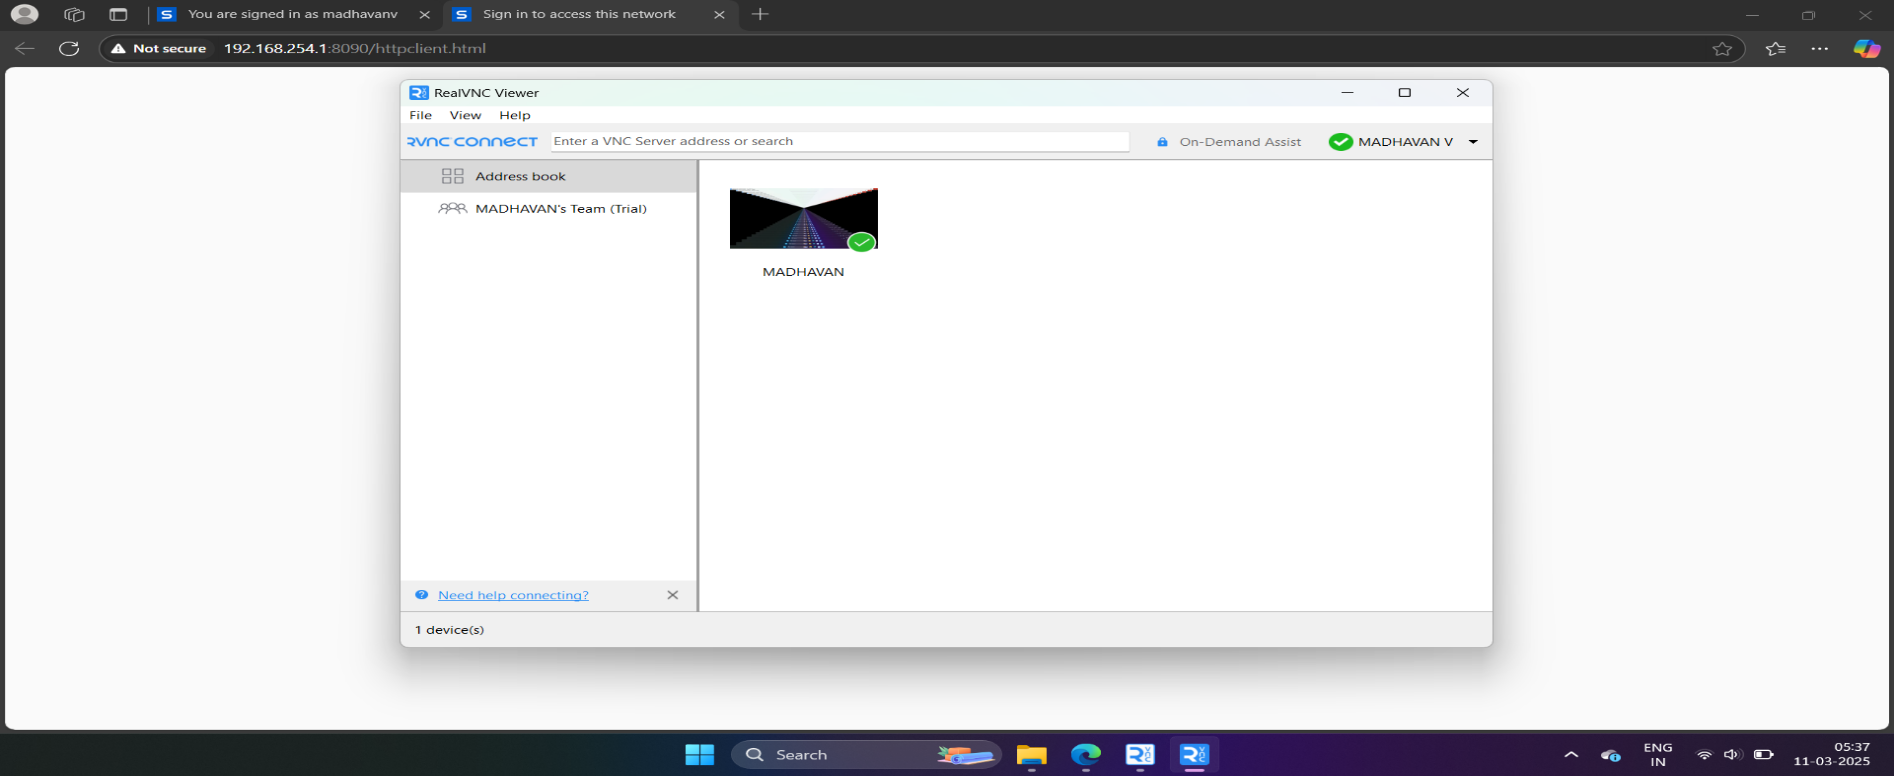 You are signed in as madhavanv
Sign in to access this network
Not secure 192.168.254.1:8090/httpclient.html
RealVNC Viewer
File View Help
RVNC CONNECT Enter a VNC Server address or search On-Demand Assist MADHAVAN V
Address book
MADHAVAN's Team (Trial)
MADHAVAN
Need help connecting?
1 device(s)
Search
ENG
IN
05:37
11-03-2025